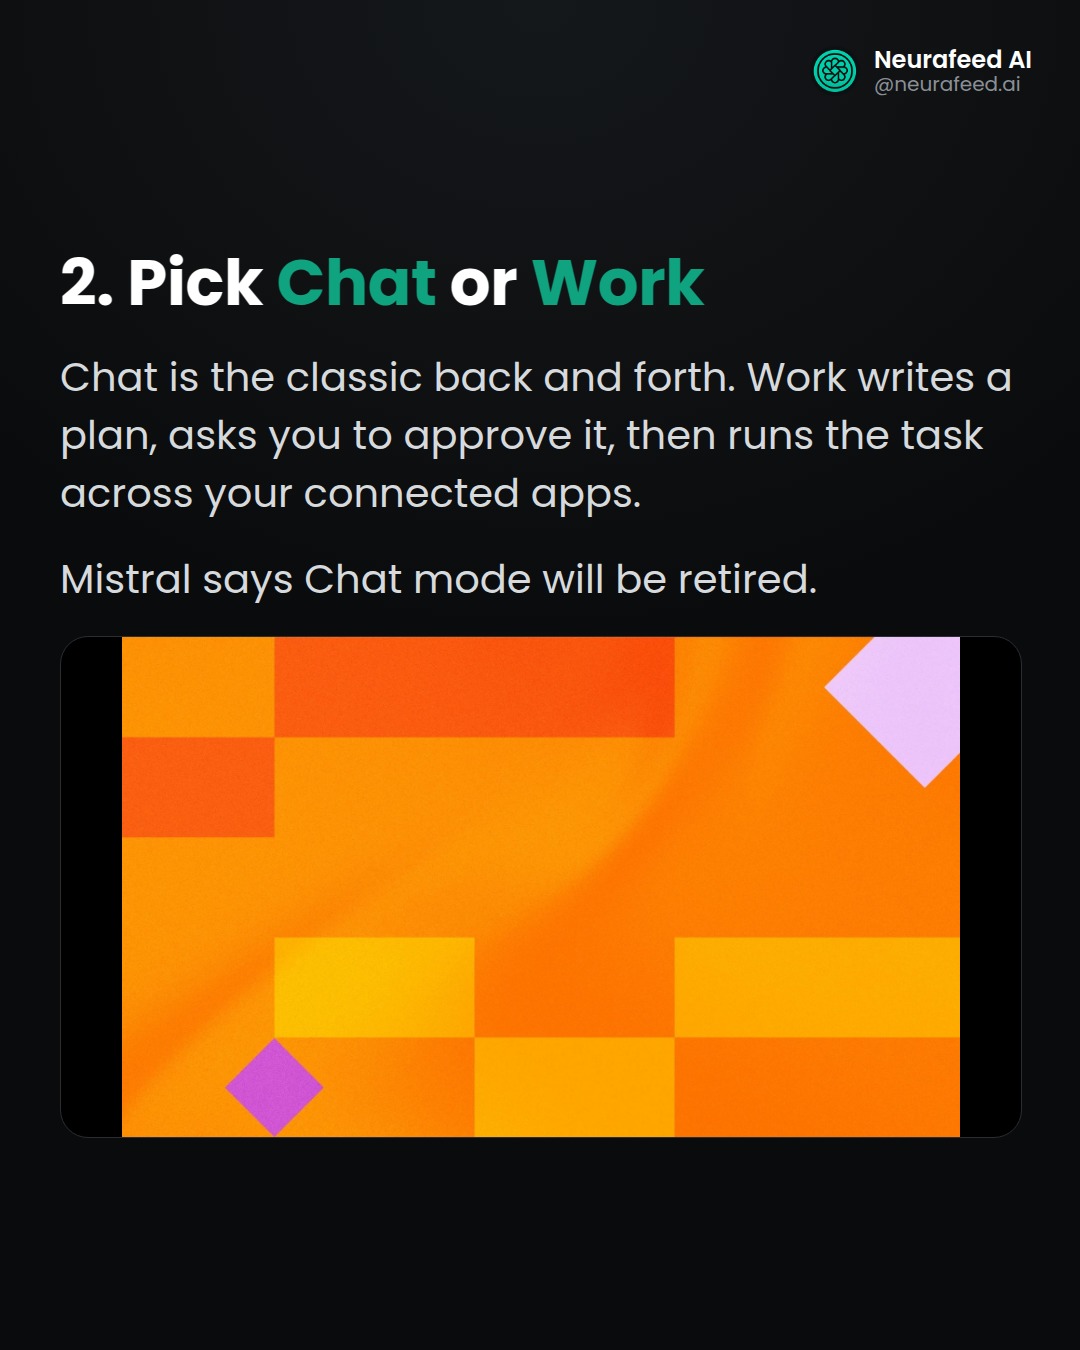 Neurafeed AI
@neurafeed.ai
2. Pick Chat or Work
Chat is the classic back and forth. Work writes a
plan, asks you to approve it, then runs the task
across your connected apps.
Mistral says Chat mode will be retired.